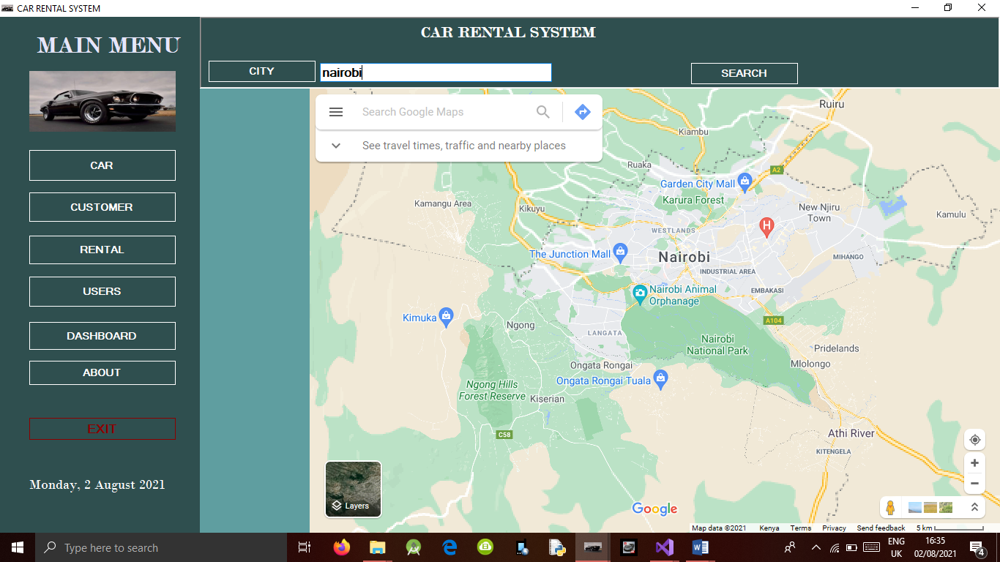 CAR RENTAL SYSTEM
MAIN MENU
CAR
CUSTOMER
RENTAL
USERS
DASHBOARD
ABOUT
EXIT
Monday, 2 August 2021
CAR RENTAL SYSTEM
CITY
nairobi
SEARCH
Search Google Maps
See travel times, traffic and nearby places
Ruiru
Kiambu
Ruaka
A2
Garden City Mall
Karura Forest
Kamangu Area
Kikuyu
New Njiru
Town
Kamulu
H
WESTLANDS
The Junction Mall
Nairobi
MIHANGO
INDUSTRIAL AREA
Nairobi Animal
Orphanage
EMBAKASI
Kimuka
Ngong
A104
LANGATA
Nairobi
National Park
Pridelands
Mlolongo
Ongata Rongai
Ongata Rongai Tuala
Ngong Hills
Forest Reserve
Kiserian
C58
Athi River
KITENGELA
Layers
Google
Map data ©2021 Kenya Terms Privacy Send feedback 5 km
Type here to search
ENG
UK
16:35
02/08/2021
4